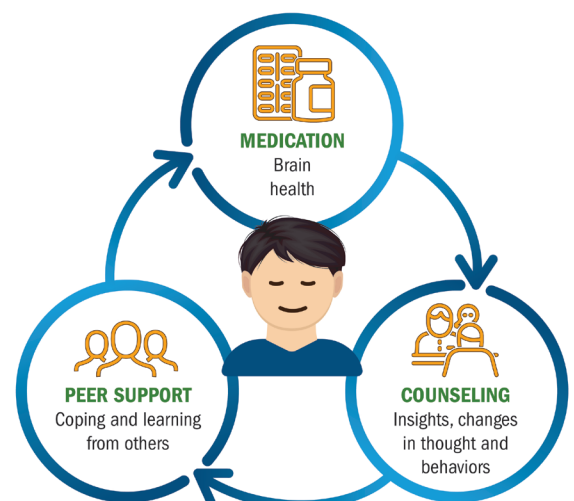 MEDICATION
Brain
health
PEER SUPPORT
Coping and learning
from others
COUNSELING
Insights, changes
in thought and
behaviors